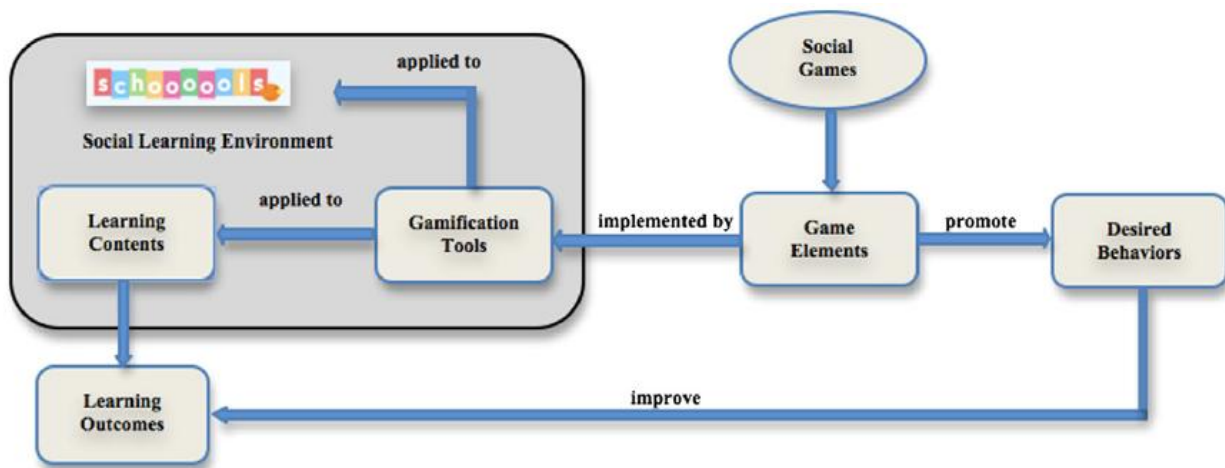 applied to
Social
Games
schoooools
Social Learning Environment
applied to
Learning
Contents
Gamification
Tools
implemented by
Game
Elements
promote
Desired
Behaviors
Learning
Outcomes
improve